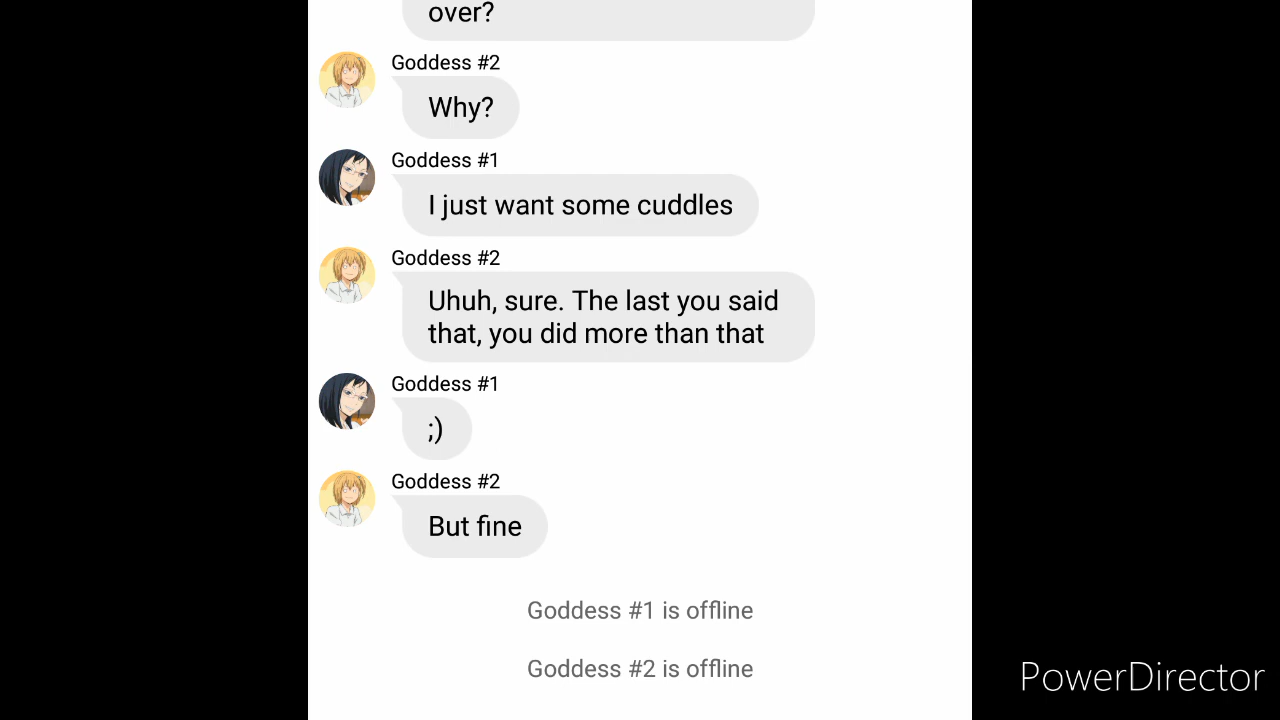 over?
Goddess #2
Why?
Goddess #1
I just want some cuddles
Goddess #2
Uhuh, sure. The last you said
that, you did more than that
Goddess #1
;)
Goddess #2
But fine
Goddess #1 is offline
Goddess #2 is offline
PowerDirector